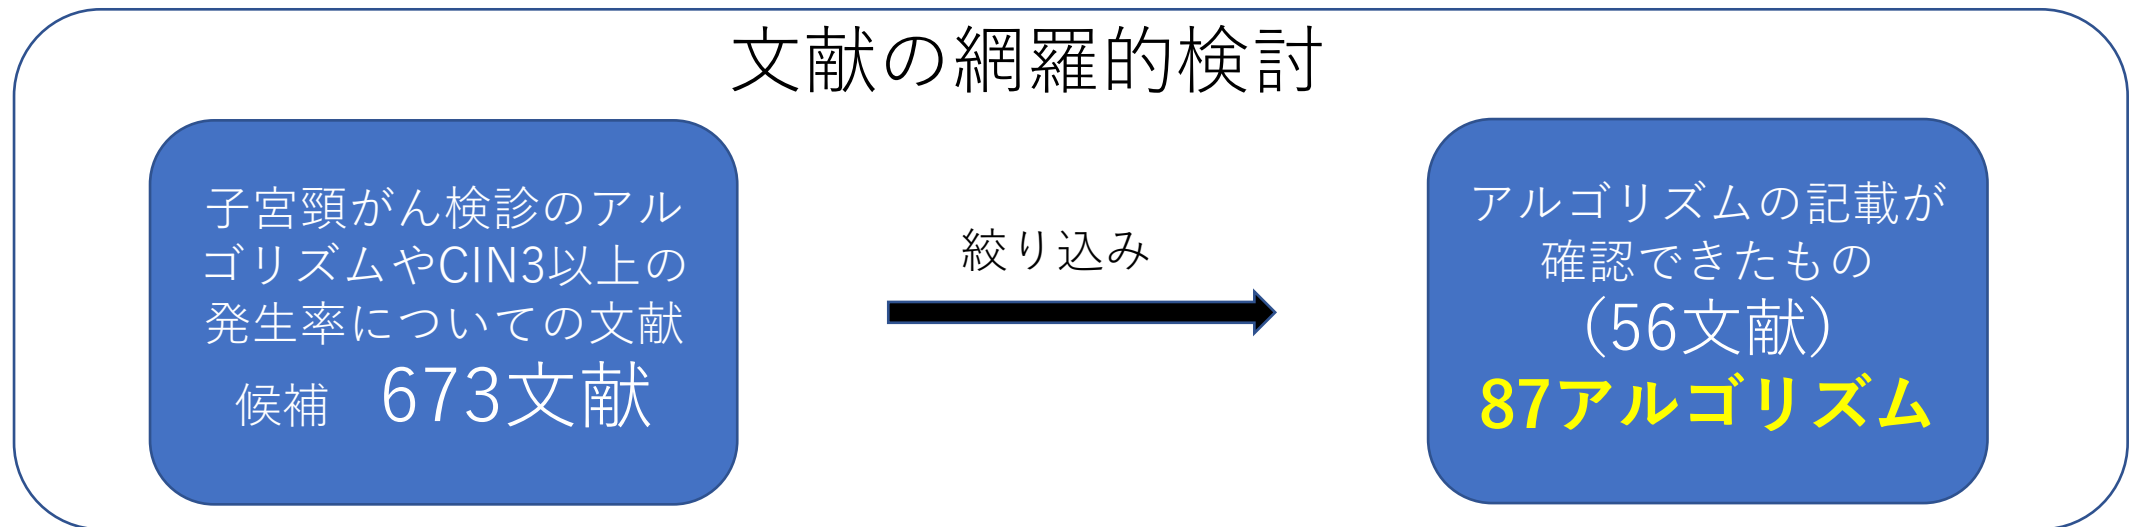 文献の網羅的検討
子宮頸がん検診のアル
ゴリズムやCIN3以上の
発生率についての文献
候補　673文献
絞り込み
アルゴリズムの記載が
確認できたもの
（56文献）
87アルゴリズム